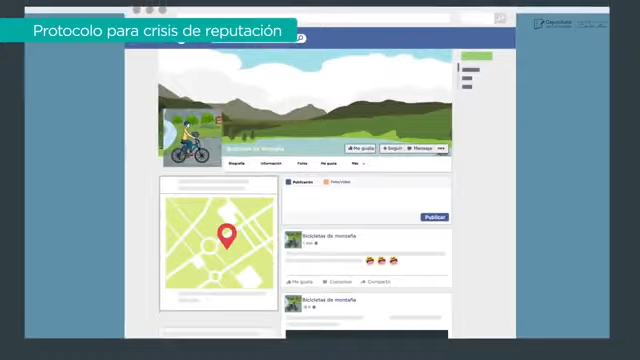 Protocolo para crisis de reputación
Capacítate
Bicicletas de montaña
Me gusta
Seguir
Mensaje
Biografía
Información
Fotos
Me gusta
Más
Publicación
Foto/Video
Publicar
Bicicletas de montaña
Me gusta
Comentar
Compartir
Bicicletas de montaña